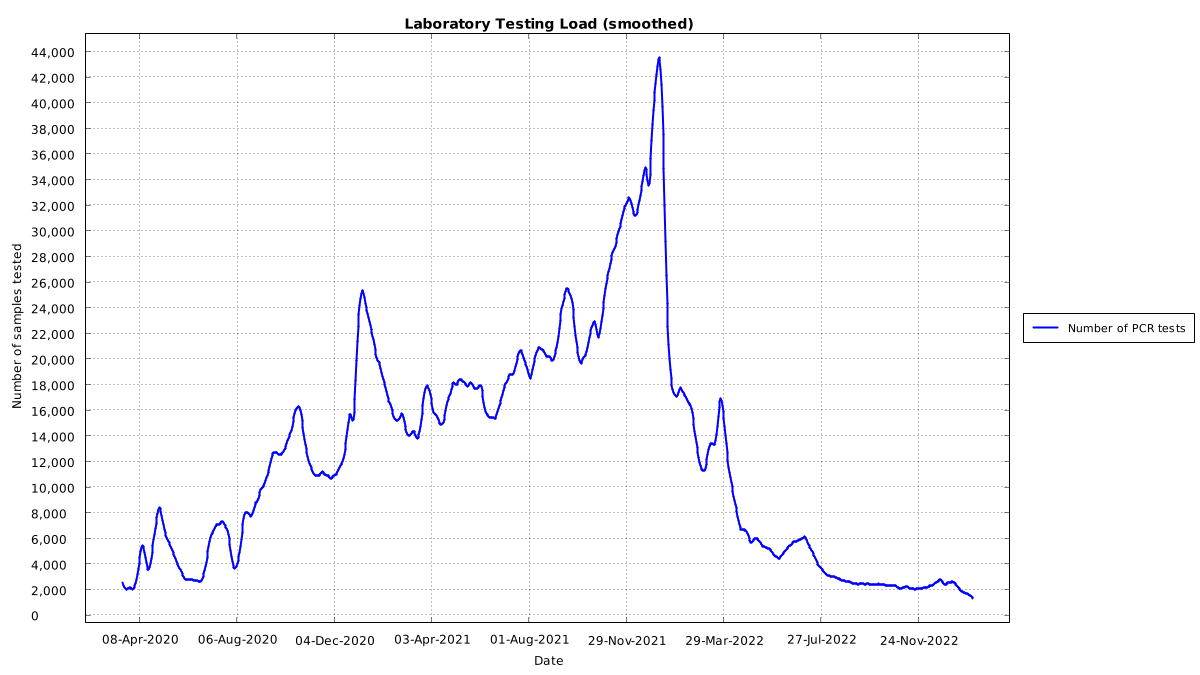 Laboratory Testing Load (smoothed)
44,000
42,000
40,000
38,000
36,000
34,000
32,000
30,000
28,000
26,000
24,000
22,000
20,000
18,000
16,000
14,000
12,000
10,000
8,000
6,000
4,000
2,000
0
Number of samples tested
08-Apr-2020
06-Aug-2020
04-Dec-2020
03-Apr-2021
01-Aug-2021
29-Nov-2021
29-Mar-2022
27-Jul-2022
24-Nov-2022
Date
Number of PCR tests